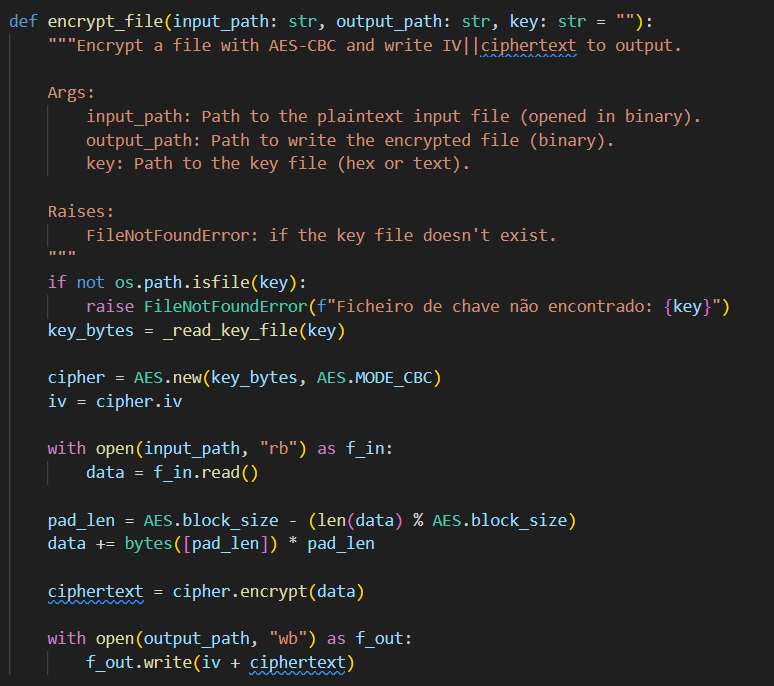 def encrypt_file(input_path: str, output_path: str, key: str = ""):
    """Encrypt a file with AES-CBC and write IV||ciphertext to output.

    Args:
        input_path: Path to the plaintext input file (opened in binary).
        output_path: Path to write the encrypted file (binary).
        key: Path to the key file (hex or text).

    Raises:
        FileNotFoundError: if the key file doesn't exist.
    """
    if not os.path.isfile(key):
        raise FileNotFoundError(f"Ficheiro de chave não encontrado: {key}")
    key_bytes = _read_key_file(key)

    cipher = AES.new(key_bytes, AES.MODE_CBC)
    iv = cipher.iv

    with open(input_path, "rb") as f_in:
        data = f_in.read()

    pad_len = AES.block_size - (len(data) % AES.block_size)
    data += bytes([pad_len]) * pad_len

    ciphertext = cipher.encrypt(data)

    with open(output_path, "wb") as f_out:
        f_out.write(iv + ciphertext)